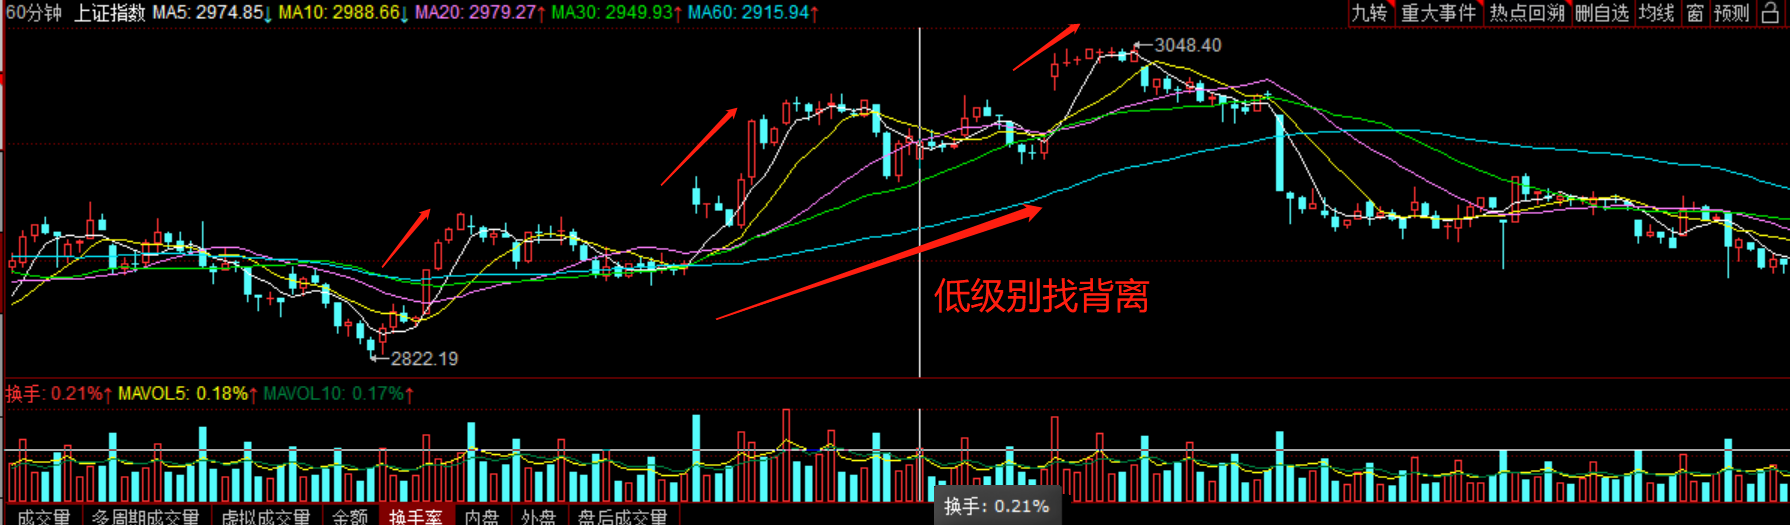 60分钟 上证指数 MA5: 2974.85↓ MA10: 2988.66↓ MA20: 2979.27↑ MA30: 2949.93↑ MA60: 2915.94↑ 九转 重大事件 热点回溯 删自选 均线 窗 预测
3048.40
低级别找背离
2822.19
换手: 0.21%↑ MAVOL5: 0.18%↑ MAVOL10: 0.17%↑
换手: 0.21%
成交量 多周期成交量 虚拟成交量 金额 换手率 内盘 外盘 盘后成交量